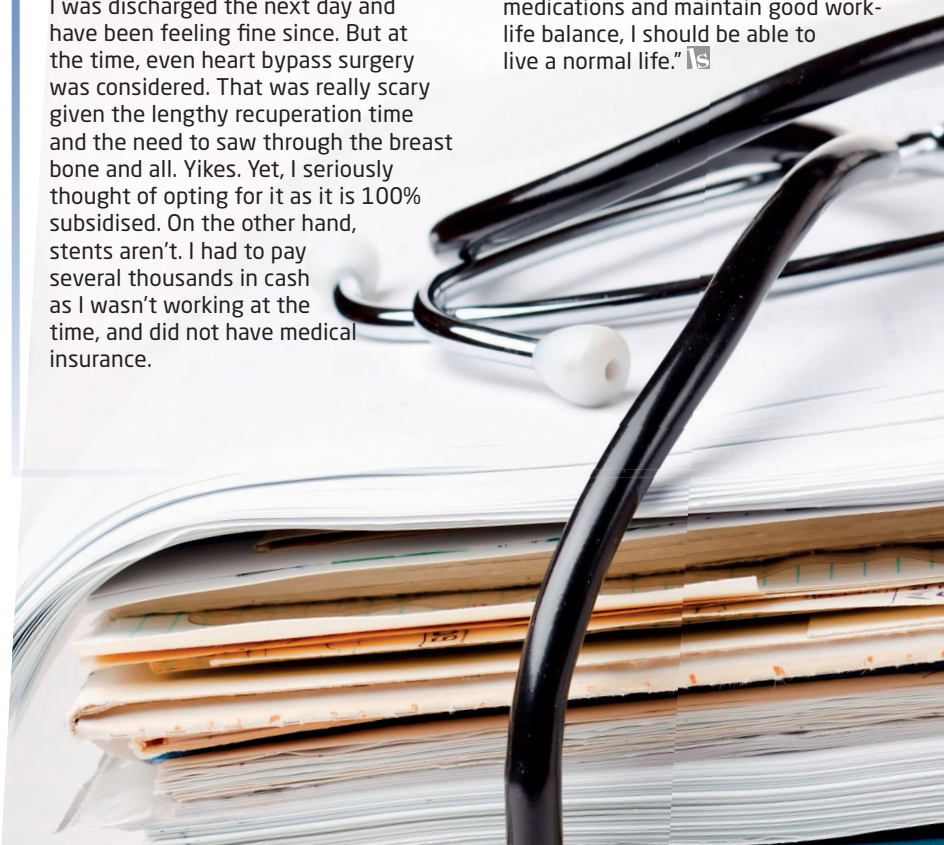 I was discharged the next day and
have been feeling fine since. But at
the time, even heart bypass surgery
was considered. That was really scary
given the lengthy recuperation time
and the need to saw through the breast
bone and all. Yikes. Yet, I seriously
thought of opting for it as it is 100%
subsidised. On the other hand,
stents aren't. I had to pay
several thousands in cash
as I wasn't working at the
time, and did not have medical
insurance.
medications and maintain good work-
life balance, I should be able to
live a normal life."